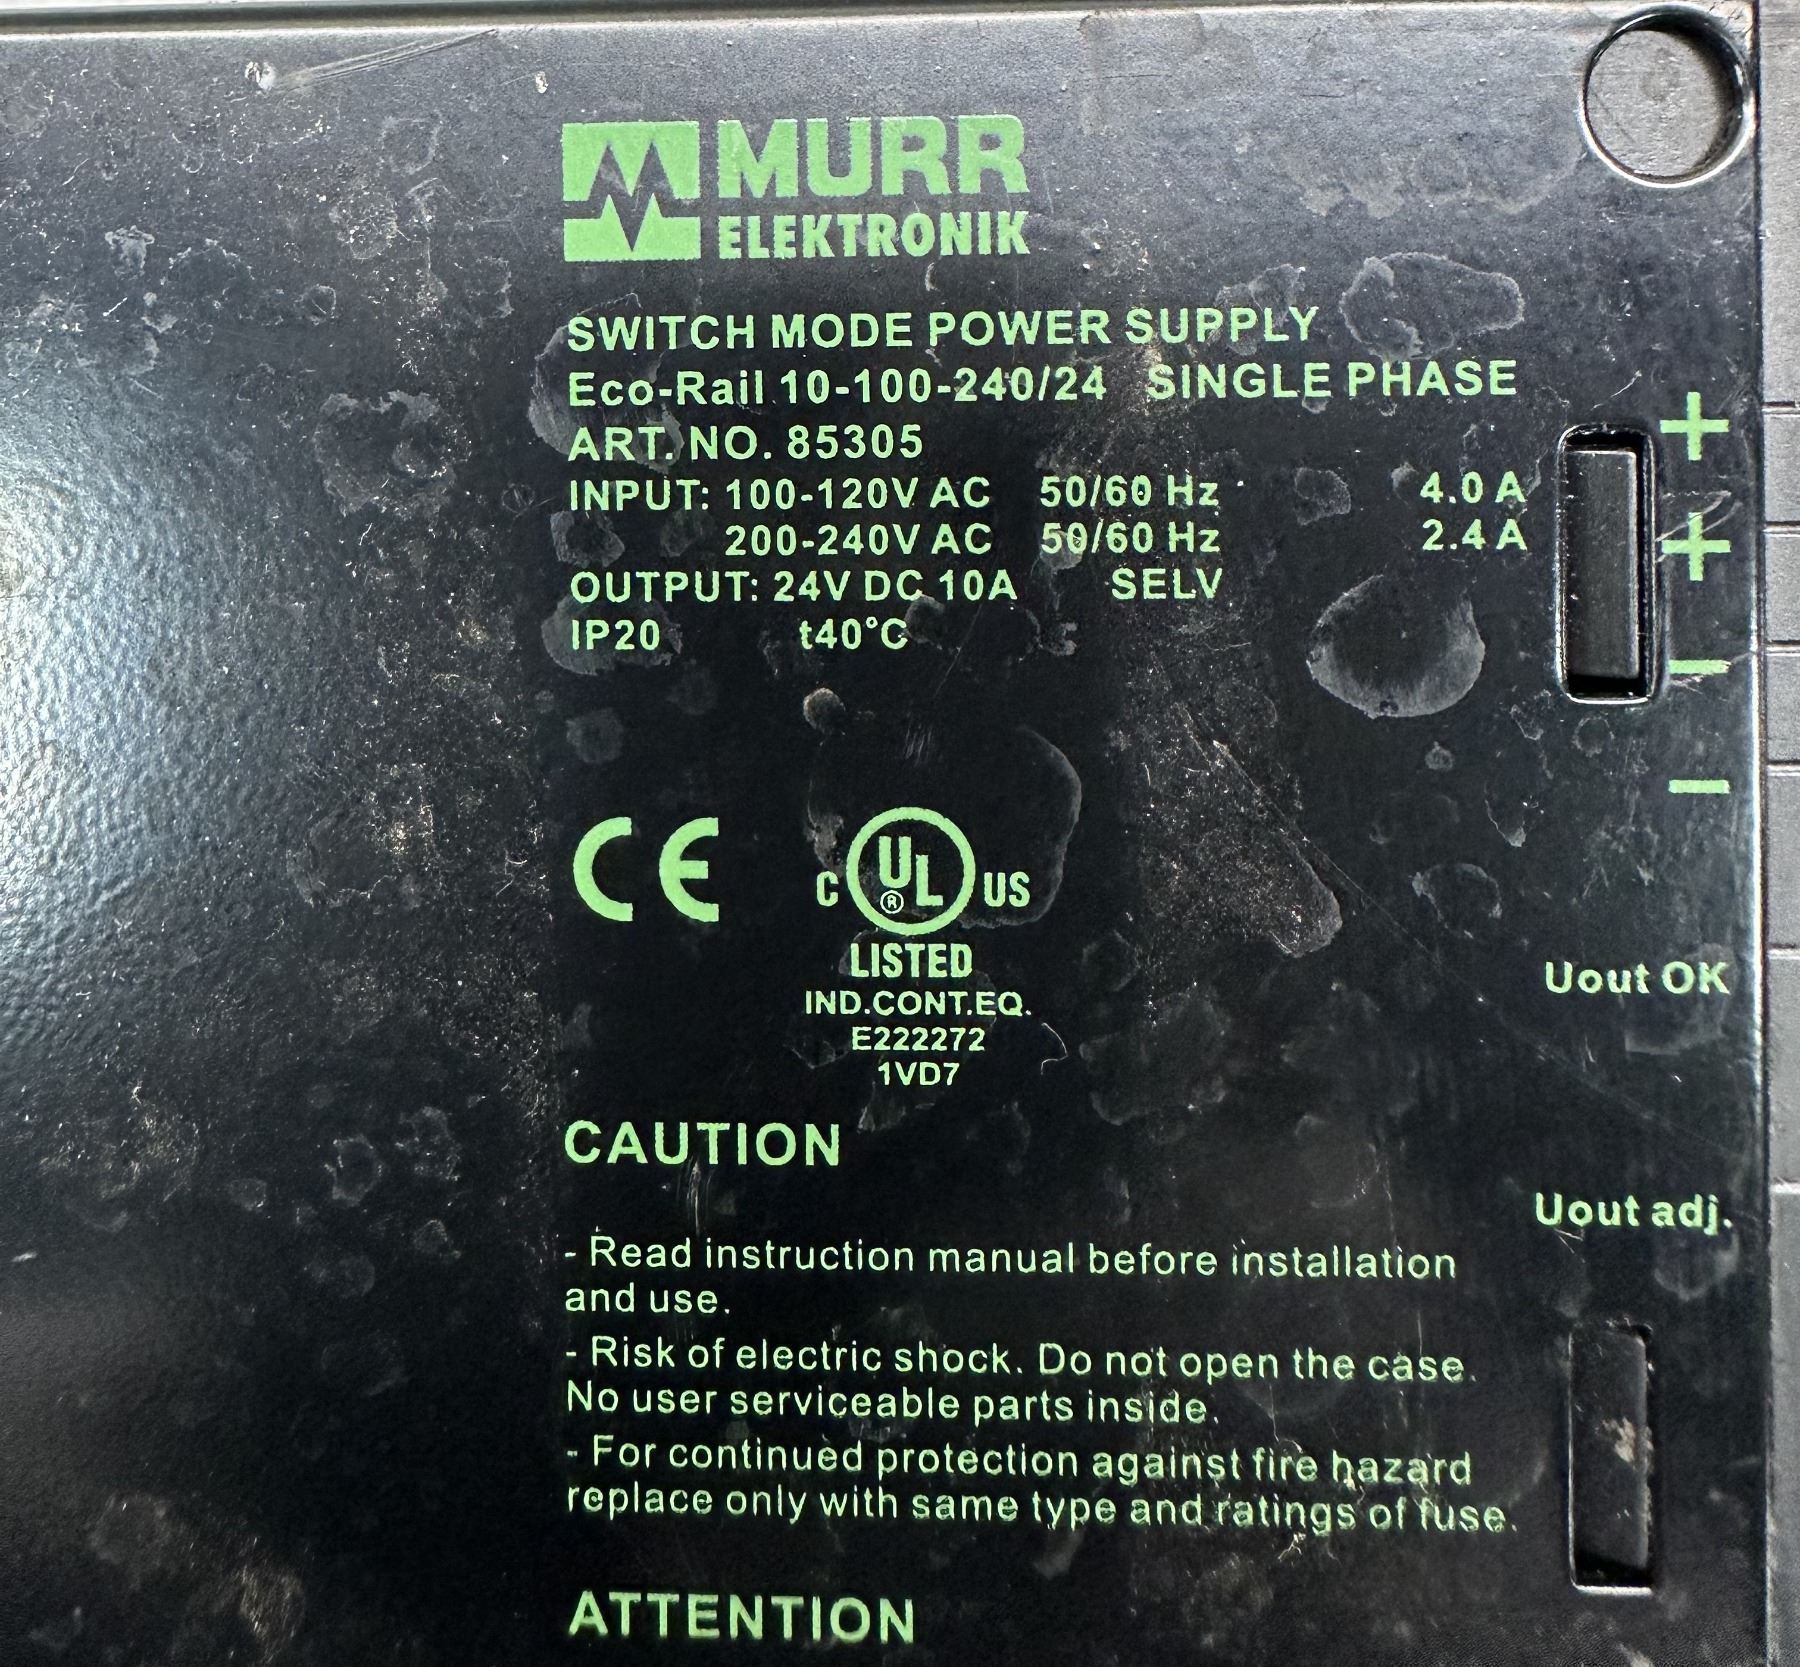 MURR
ELEKTRONIK
SWITCH MODE POWER SUPPLY
Eco-Rail 10-100-240/24 SINGLE PHASE
ART. NO. 85305
INPUT: 100-120V AC 50/60 Hz 4.0 A
200-240V AC 50/60 Hz 2.4 A
OUTPUT: 24V DC 10A SELV
IP20 t40°C
+
+
–
–
CE
C UL ® US
LISTED
IND.CONT.EQ.
E222272
1VD7
Uout OK
CAUTION
Uout adj.
- Read instruction manual before installation
and use.
- Risk of electric shock. Do not open the case.
No user serviceable parts inside.
- For continued protection against fire hazard
replace only with same type and ratings of fuse.
ATTENTION